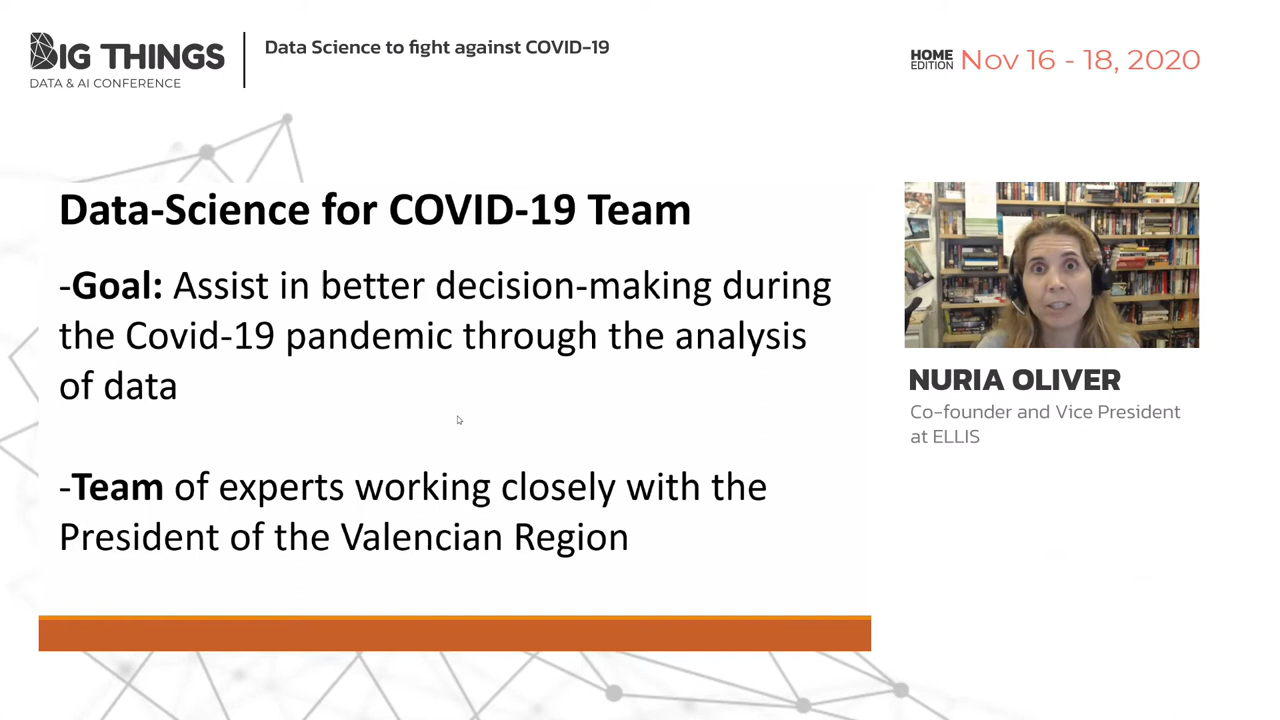 BIG THINGS
DATA & AI CONFERENCE
Data Science to fight against COVID-19
HOME
EDITION
Nov 16 - 18, 2020
Data-Science for COVID-19 Team
-Goal: Assist in better decision-making during
the Covid-19 pandemic through the analysis
of data
-Team of experts working closely with the
President of the Valencian Region
NURIA OLIVER
Co-founder and Vice President
at ELLIS